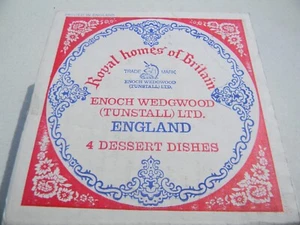 Royal homes of Britain
TRADE MARK
ENOCH WEDGWOOD
(TUNSTALL) LTD.
ENOCH WEDGWOOD
(TUNSTALL) LTD.
ENGLAND
4 DESSERT DISHES